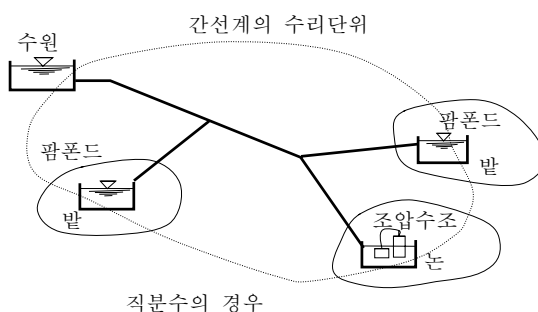 간선계의 수리단위
수원
팜폰드
밭
팜폰드
밭
조압수조
논
직분수의 경우